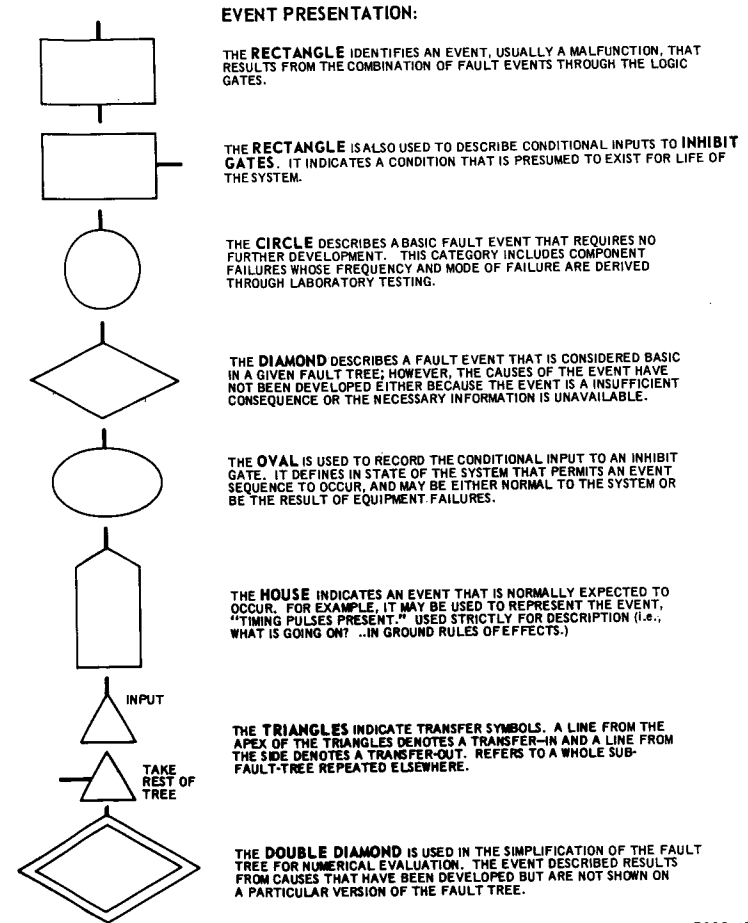 EVENT PRESENTATION:
THE RECTANGLE IDENTIFIES AN EVENT, USUALLY A MALFUNCTION, THAT
RESULTS FROM THE COMBINATION OF FAULT EVENTS THROUGH THE LOGIC
GATES.
THE RECTANGLE IS ALSO USED TO DESCRIBE CONDITIONAL INPUTS TO INHIBIT
GATES. IT INDICATES A CONDITION THAT IS PRESUMED TO EXIST FOR LIFE OF
THE SYSTEM.
THE CIRCLE DESCRIBES A BASIC FAULT EVENT THAT REQUIRES NO
FURTHER DEVELOPMENT. THIS CATEGORY INCLUDES COMPONENT
FAILURES WHOSE FREQUENCY AND MODE OF FAILURE ARE DERIVED
THROUGH LABORATORY TESTING.
THE DIAMOND DESCRIBES A FAULT EVENT THAT IS CONSIDERED BASIC
IN A GIVEN FAULT TREE; HOWEVER, THE CAUSES OF THE EVENT HAVE
NOT BEEN DEVELOPED EITHER BECAUSE THE EVENT IS A INSUFFICIENT
CONSEQUENCE OR THE NECESSARY INFORMATION IS UNAVAILABLE.
THE OVAL IS USED TO RECORD THE CONDITIONAL INPUT TO AN INHIBIT
GATE. IT DEFINES IN STATE OF THE SYSTEM THAT PERMITS AN EVENT
SEQUENCE TO OCCUR, AND MAY BE EITHER NORMAL TO THE SYSTEM OR
BE THE RESULT OF EQUIPMENT FAILURES.
THE HOUSE INDICATES AN EVENT THAT IS NORMALLY EXPECTED TO
OCCUR. FOR EXAMPLE, IT MAY BE USED TO REPRESENT THE EVENT,
"TIMING PULSES PRESENT." USED STRICTLY FOR DESCRIPTION (i.e.,
WHAT IS GOING ON? ..IN GROUND RULES OF EFFECTS.)
INPUT
THE TRIANGLES INDICATE TRANSFER SYMBOLS. A LINE FROM THE
APEX OF THE TRIANGLES DENOTES A TRANSFER-IN AND A LINE FROM
THE SIDE DENOTES A TRANSFER-OUT. REFERS TO A WHOLE SUB-
FAULT-TREE REPEATED ELSEWHERE.
TAKE
REST OF
TREE
THE DOUBLE DIAMOND IS USED IN THE SIMPLIFICATION OF THE FAULT
TREE FOR NUMERICAL EVALUATION. THE EVENT DESCRIBED RESULTS
FROM CAUSES THAT HAVE BEEN DEVELOPED BUT ARE NOT SHOWN ON
A PARTICULAR VERSION OF THE FAULT TREE.